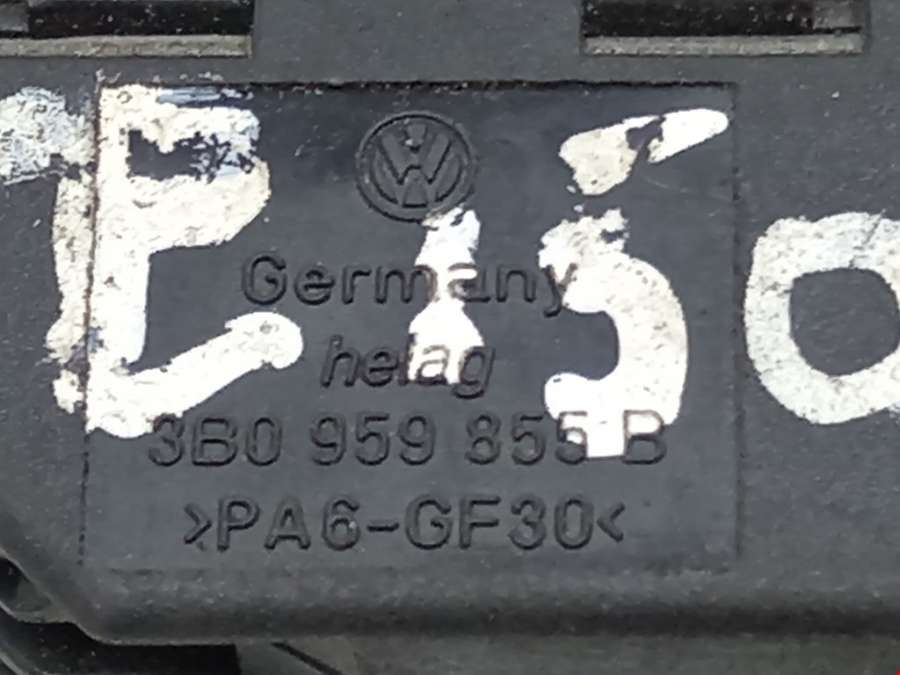 Germany
helag
3B0 959 855 B
>PA6-GF30<